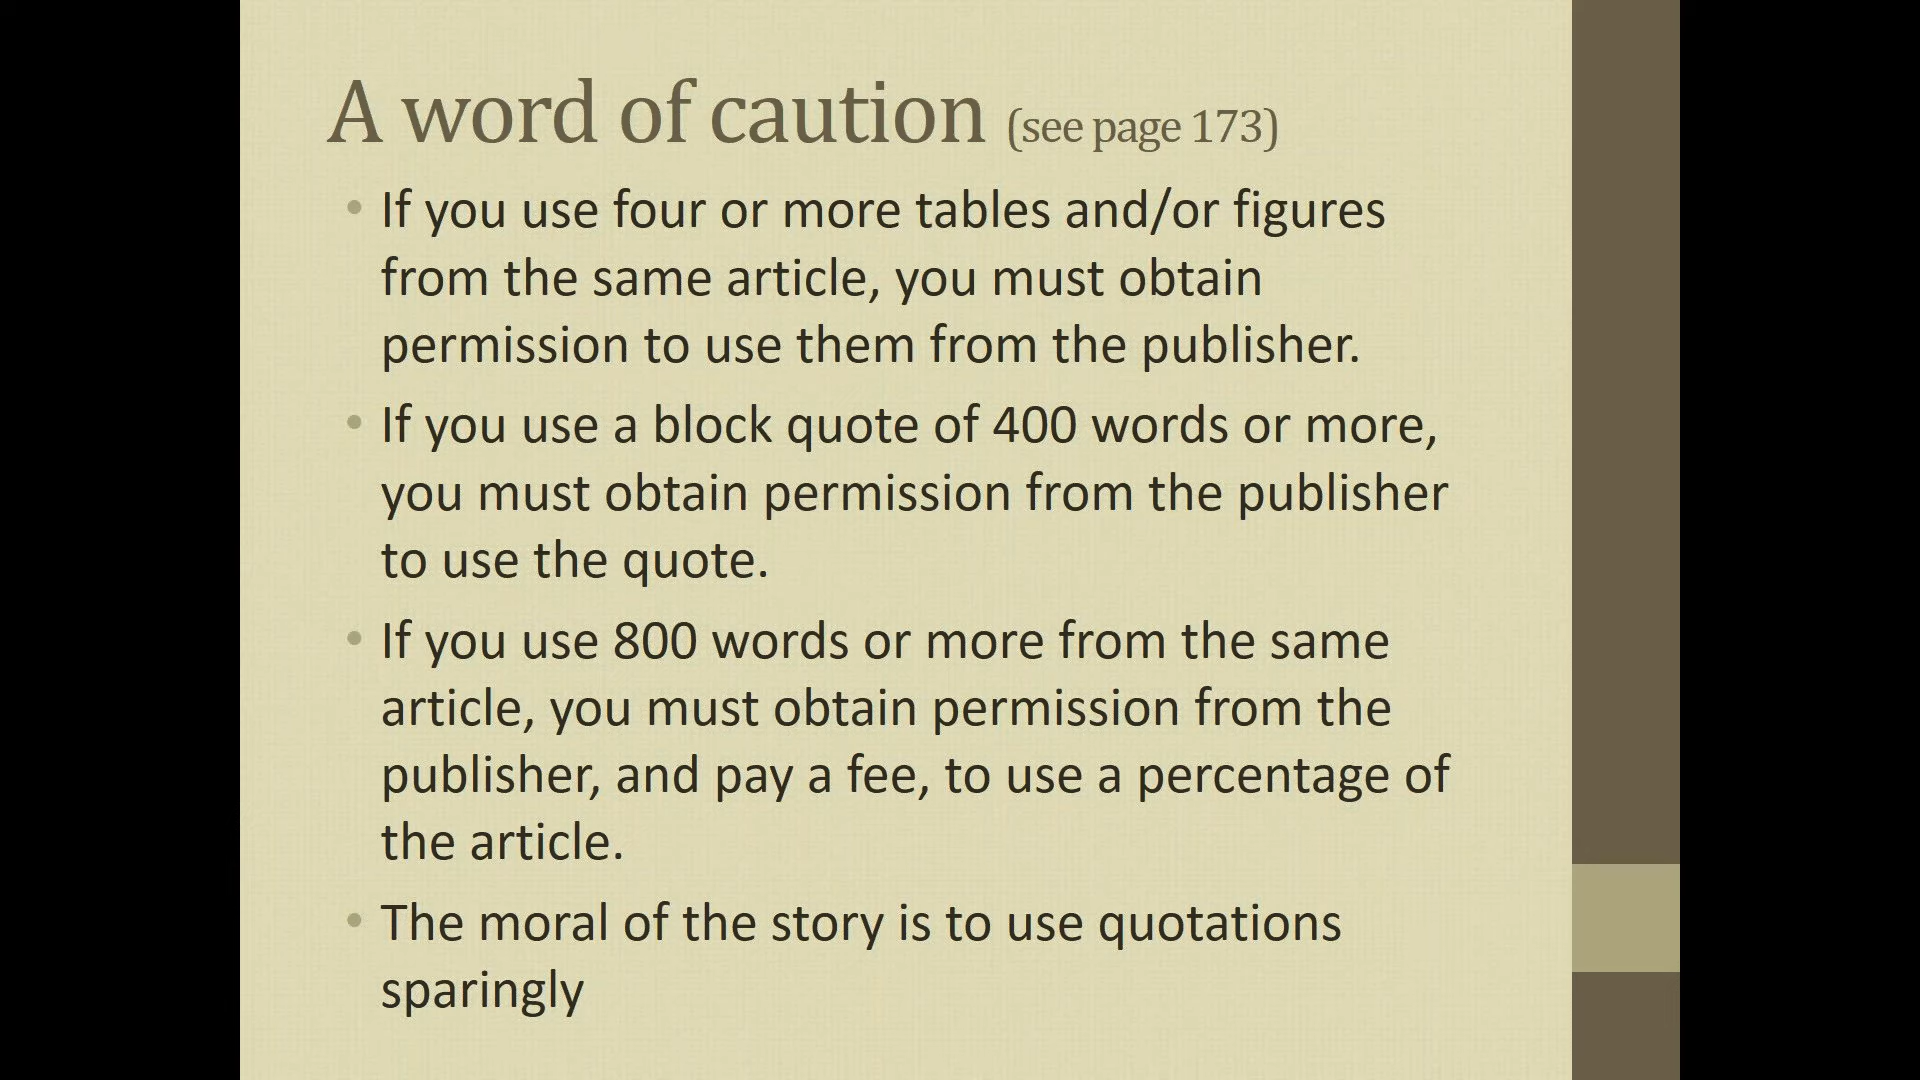 A word of caution (see page 173)
• If you use four or more tables and/or figures
from the same article, you must obtain
permission to use them from the publisher.
• If you use a block quote of 400 words or more,
you must obtain permission from the publisher
to use the quote.
• If you use 800 words or more from the same
article, you must obtain permission from the
publisher, and pay a fee, to use a percentage of
the article.
• The moral of the story is to use quotations
sparingly